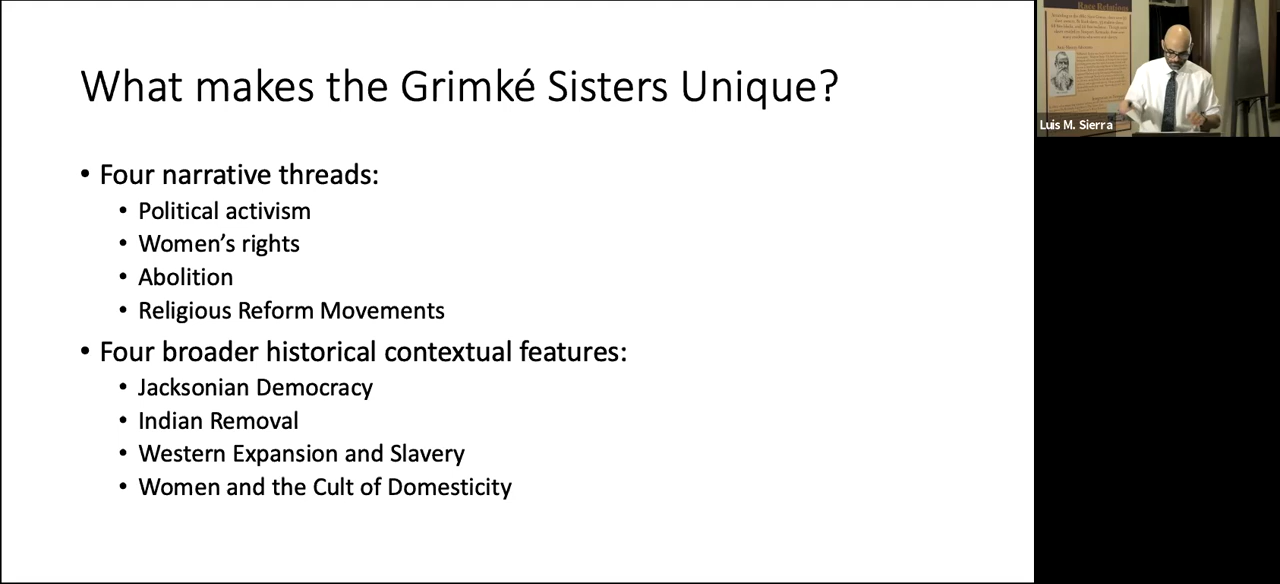 What makes the Grimké Sisters Unique?
• Four narrative threads:
• Political activism
• Women's rights
• Abolition
• Religious Reform Movements
• Four broader historical contextual features:
• Jacksonian Democracy
• Indian Removal
• Western Expansion and Slavery
• Women and the Cult of Domesticity
Race Relations
Luis M. Sierra